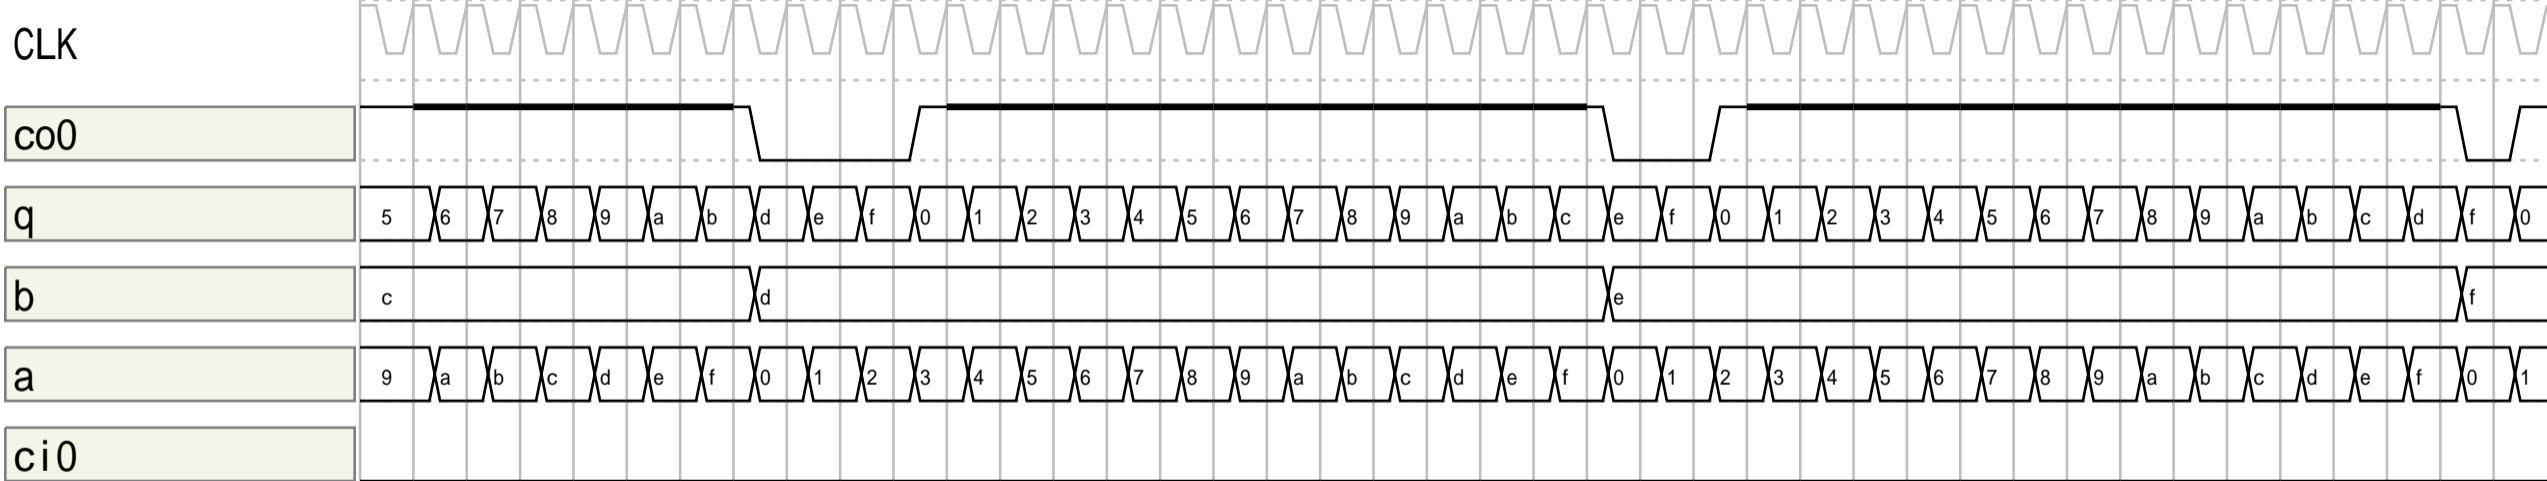 CLK
co0
q 5 6 7 8 9 a b d e f 0 1 2 3 4 5 6 7 8 9 a b c e f 0 1 2 3 4 5 6 7 8 9 a b c d f 0
b c d e f
a 9 a b c d e f 0 1 2 3 4 5 6 7 8 9 a b c d e f 0 1 2 3 4 5 6 7 8 9 a b c d e f 0 1
ci0